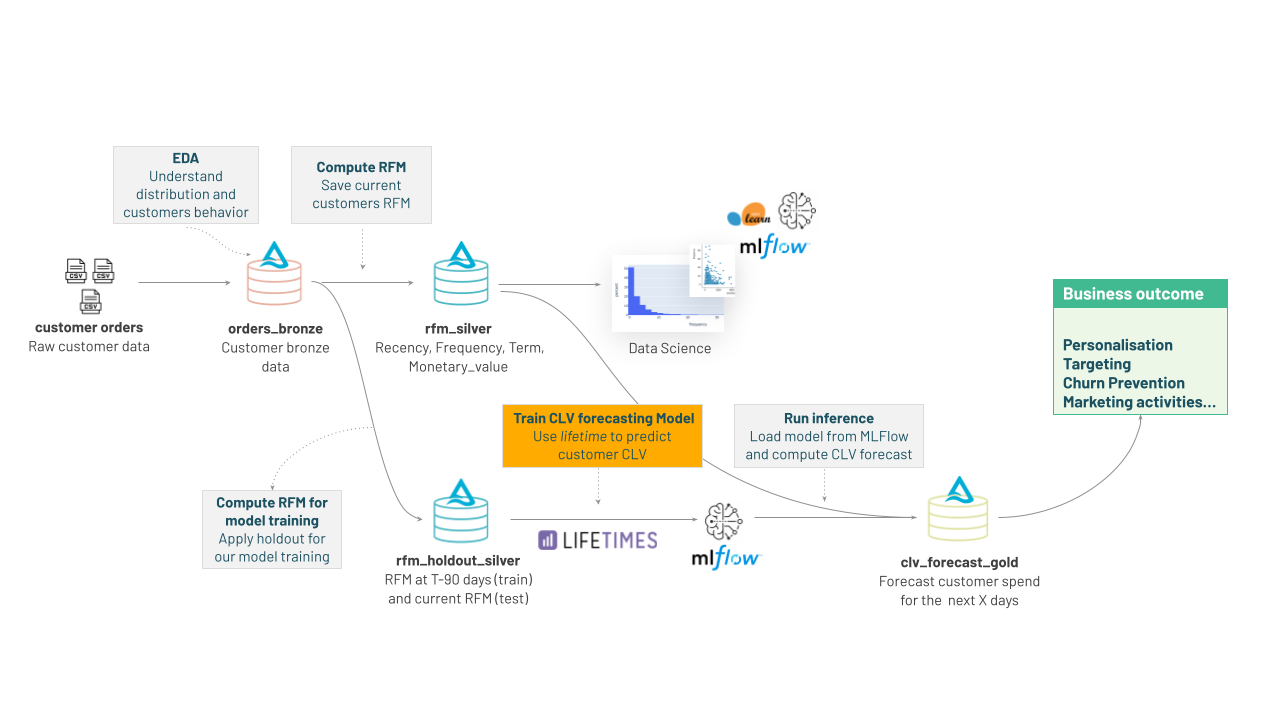 EDA
Understand
distribution and
customers behavior
Compute RFM
Save current
customers RFM
learn
mlflow
CSV CSV
CSV
customer orders
Raw customer data
orders_bronze
Customer bronze
data
rfm_silver
Recency, Frequency, Term,
Monetary_value
Data Science
Business outcome
Personalisation
Targeting
Churn Prevention
Marketing activities...
Train CLV forecasting Model
Use lifetime to predict
customer CLV
Run inference
Load model from MLFlow
and compute CLV forecast
Compute RFM for
model training
Apply holdout for
our model training
rfm_holdout_silver
RFM at T-90 days (train)
and current RFM (test)
LIFETIMES
mlflow
clv_forecast_gold
Forecast customer spend
for the next X days